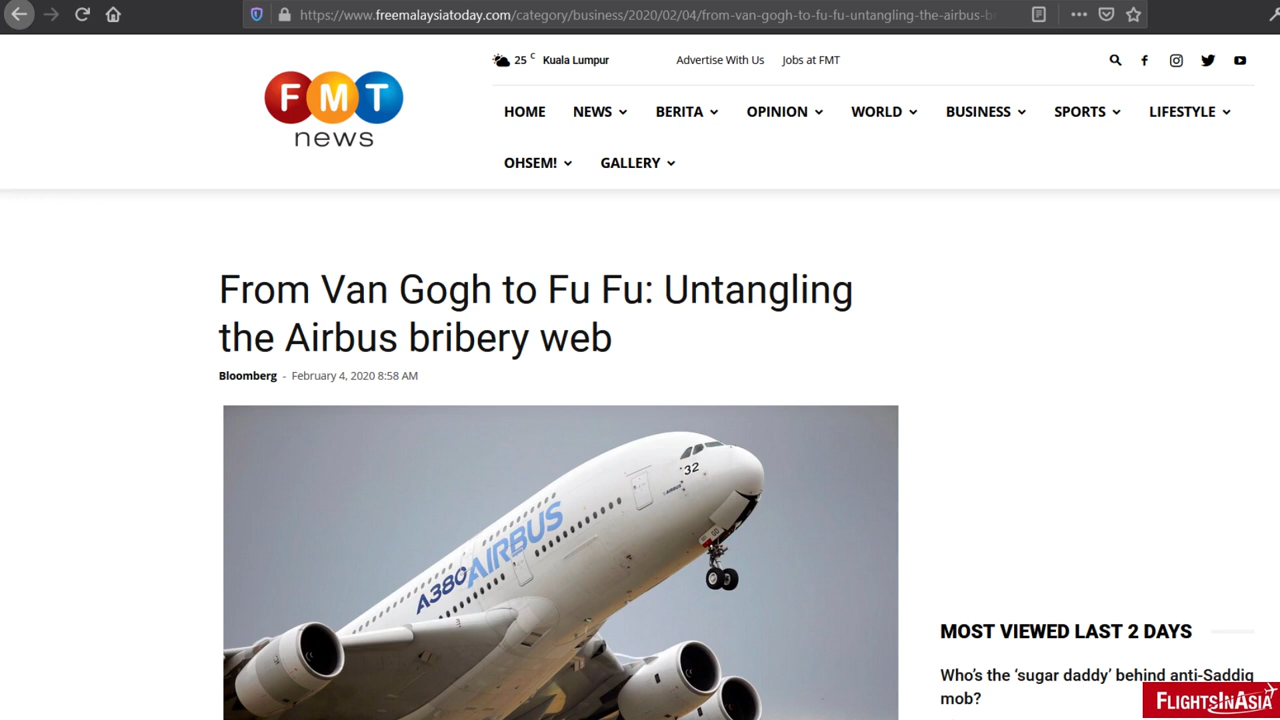 https://www.freemalaysiatoday.com/category/business/2020/02/04/from-van-gogh-to-fu-fu-untangling-the-airbus-b
25 C Kuala Lumpur
Advertise With Us
Jobs at FMT
FMT
news
HOME
NEWS
BERITA
OPINION
WORLD
BUSINESS
SPORTS
LIFESTYLE
OHSEM!
GALLERY
From Van Gogh to Fu Fu: Untangling
the Airbus bribery web
Bloomberg - February 4, 2020 8:58 AM
32
AIRBUS
A380
MOST VIEWED LAST 2 DAYS
Who's the ‘sugar daddy’ behind anti-Saddiq
mob?
FLIGHTSINASIA